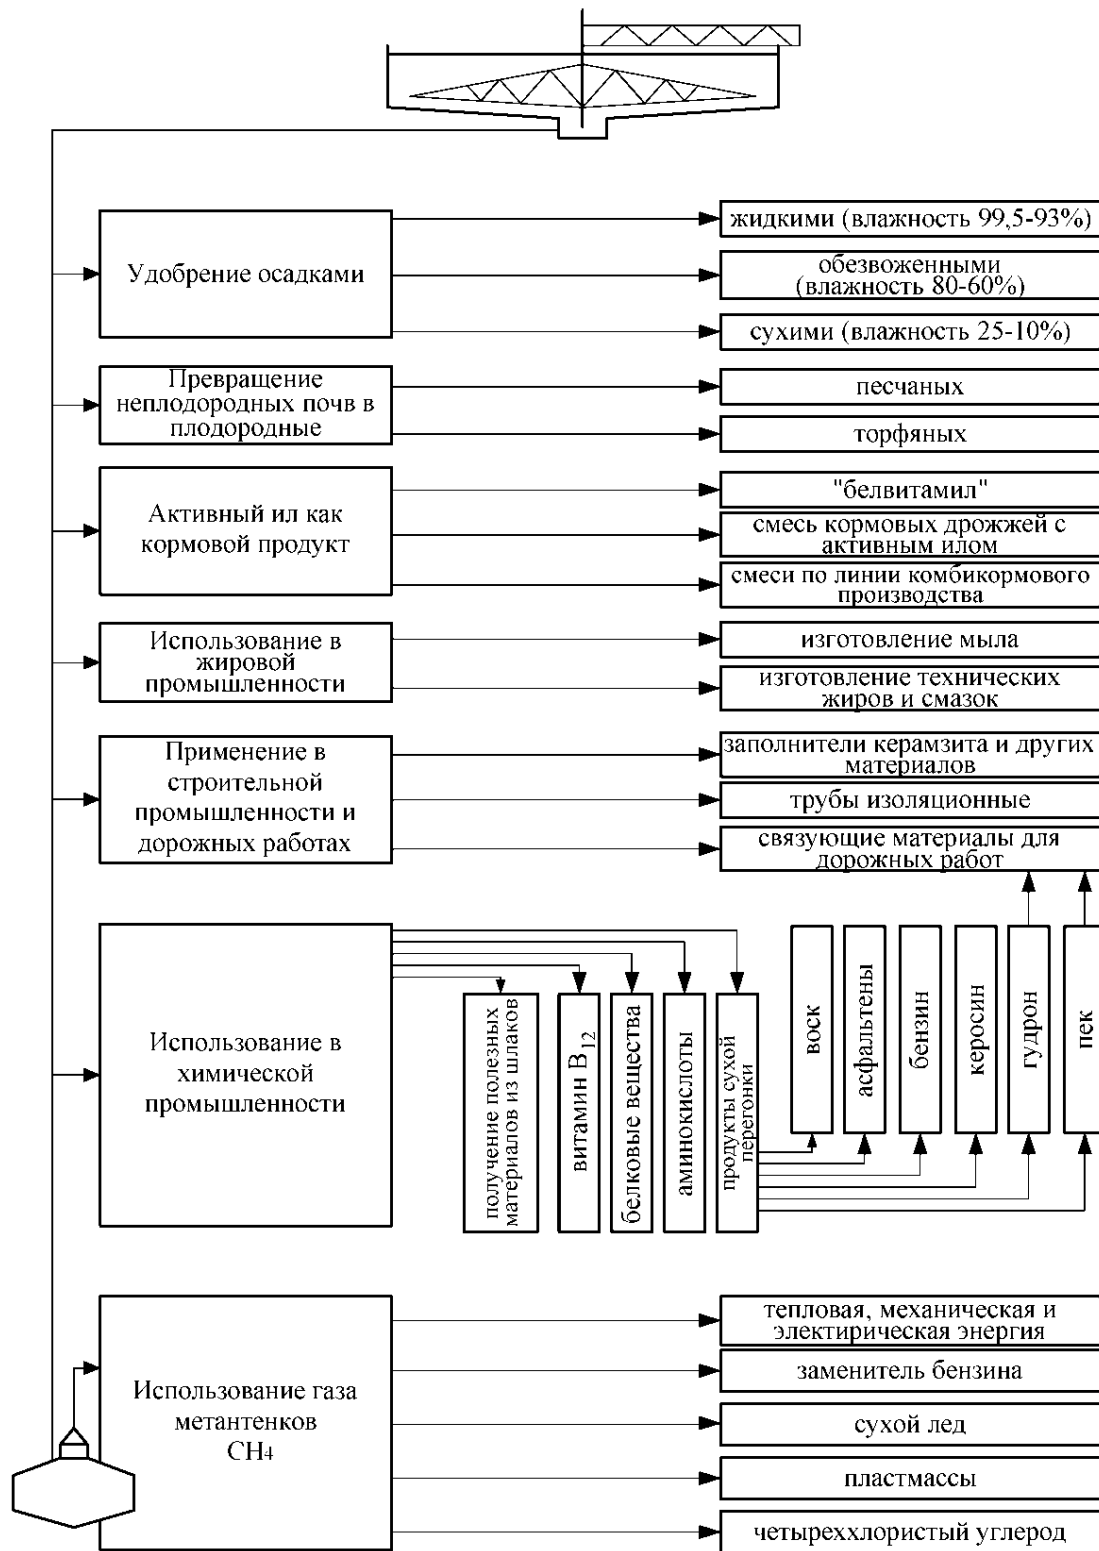 Удобрение осадками
жидкими (влажность 99,5-93%)
обезвоженными
(влажность 80-60%)
сухими (влажность 25-10%)
Превращение
неплодородных почв в
плодородные
песчаных
торфяных
Активный ил как
кормовой продукт
"белвитамил"
смесь кормовых дрожжей с
активным илом
смеси по линии комбикормового
производства
Использование в
жировой
промышленности
изготовление мыла
изготовление технических
жиров и смазок
Применение в
строительной
промышленности и
дорожных работах
заполнители керамзита и других
материалов
трубы изоляционные
связующие материалы для
дорожных работ
Использование в
химической
промышленности
получение полезных
материалов из шлаков
витамин B12
белковые вещества
аминокислоты
продукты сухой
перегонки
воск
асфальтены
бензин
керосин
гудрон
пек
Использование газа
метантенков
CH4
тепловая, механическая и
электирическая энергия
заменитель бензина
сухой лед
пластмассы
четыреххлористый углерод